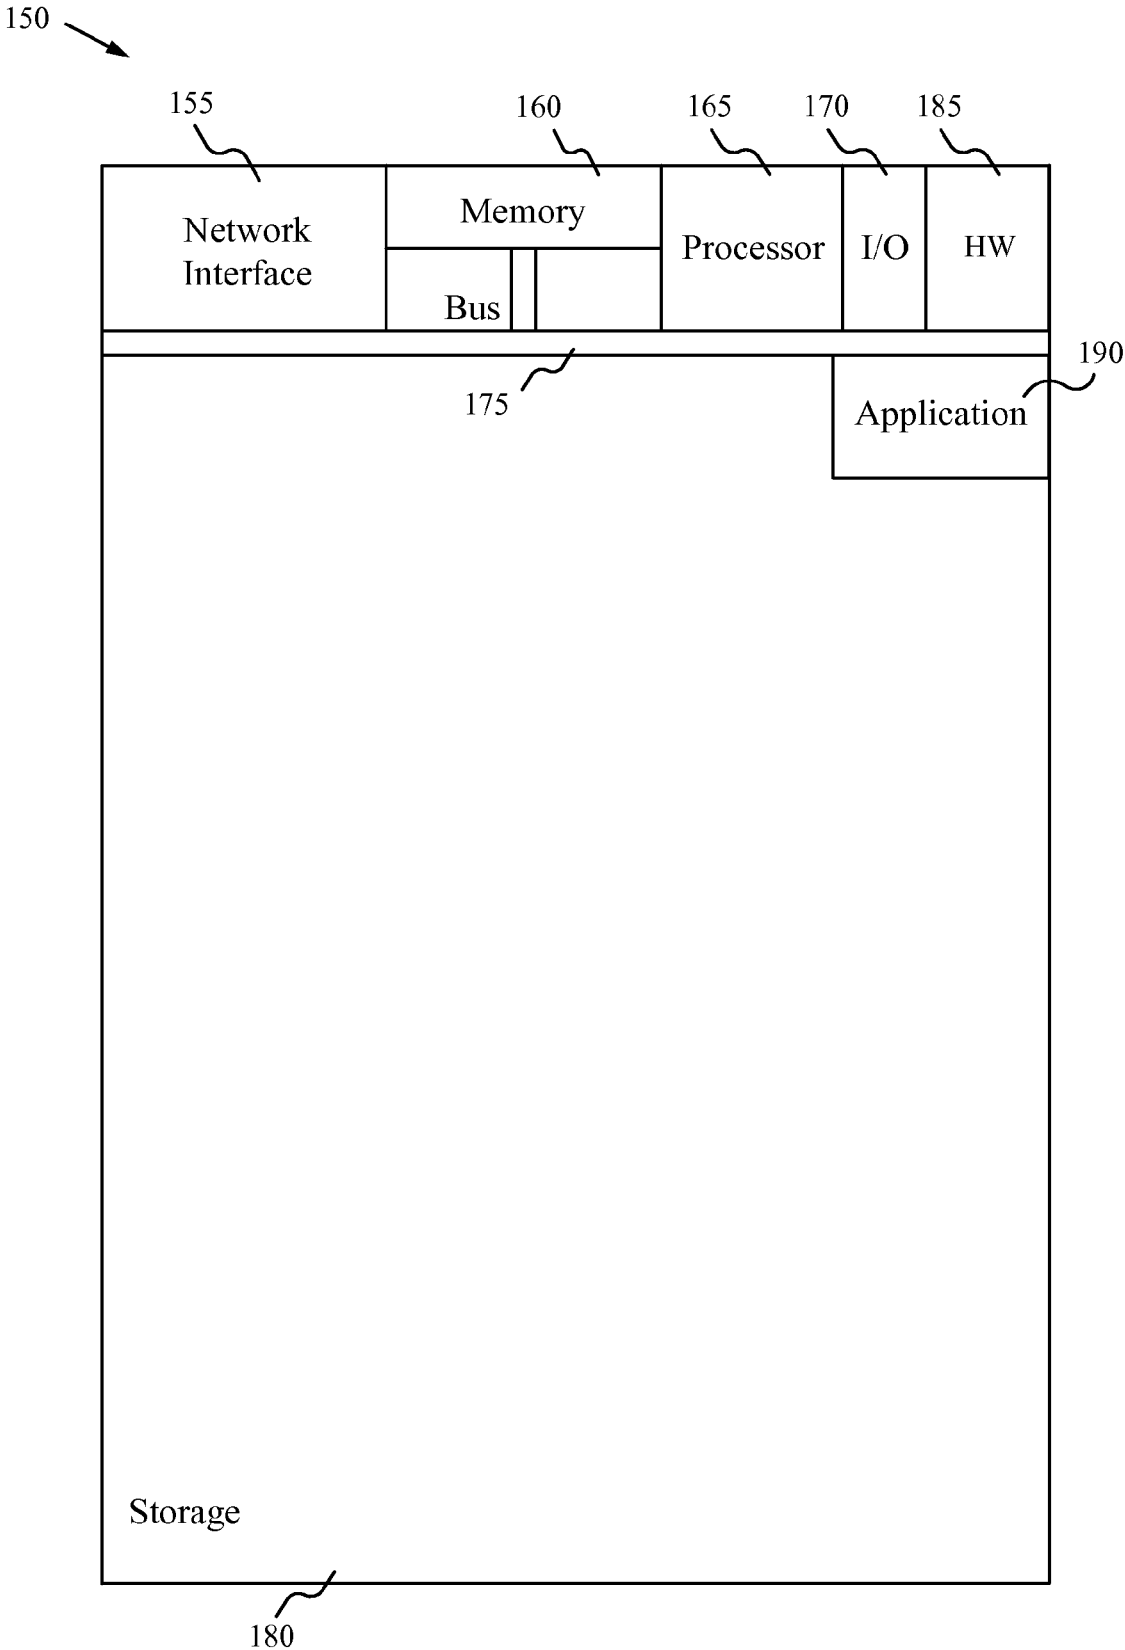 150
155
160
165
170
185
Network
Interface
Memory
Bus
Processor
I/O
HW
175
190
Application
Storage
180